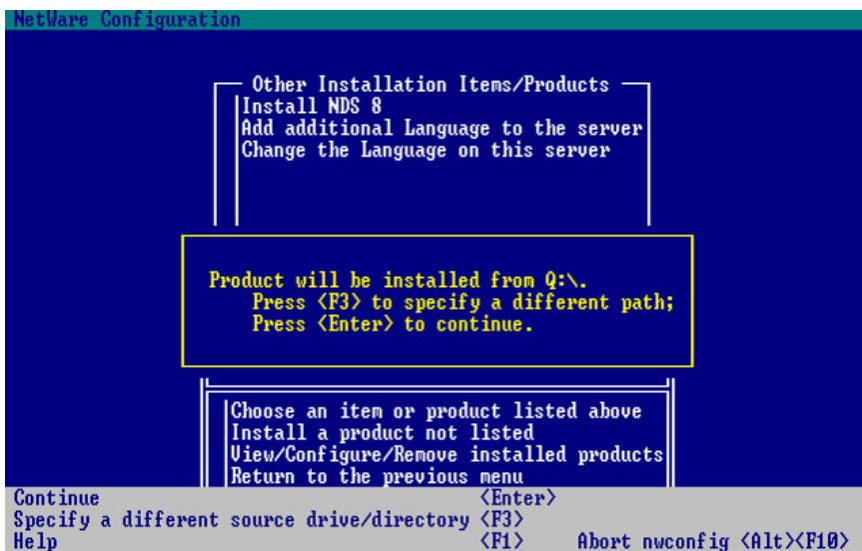 NetWare Configuration
Other Installation Items/Products
Install NDS 8
Add additional Language to the server
Change the Language on this server
Product will be installed from Q:\.
Press <F3> to specify a different path;
Press <Enter> to continue.
Choose an item or product listed above
Install a product not listed
View/Configure/Remove installed products
Return to the previous menu
Continue <Enter>
Specify a different source drive/directory <F3>
Help <F1> Abort nwconfig <Alt><F10>